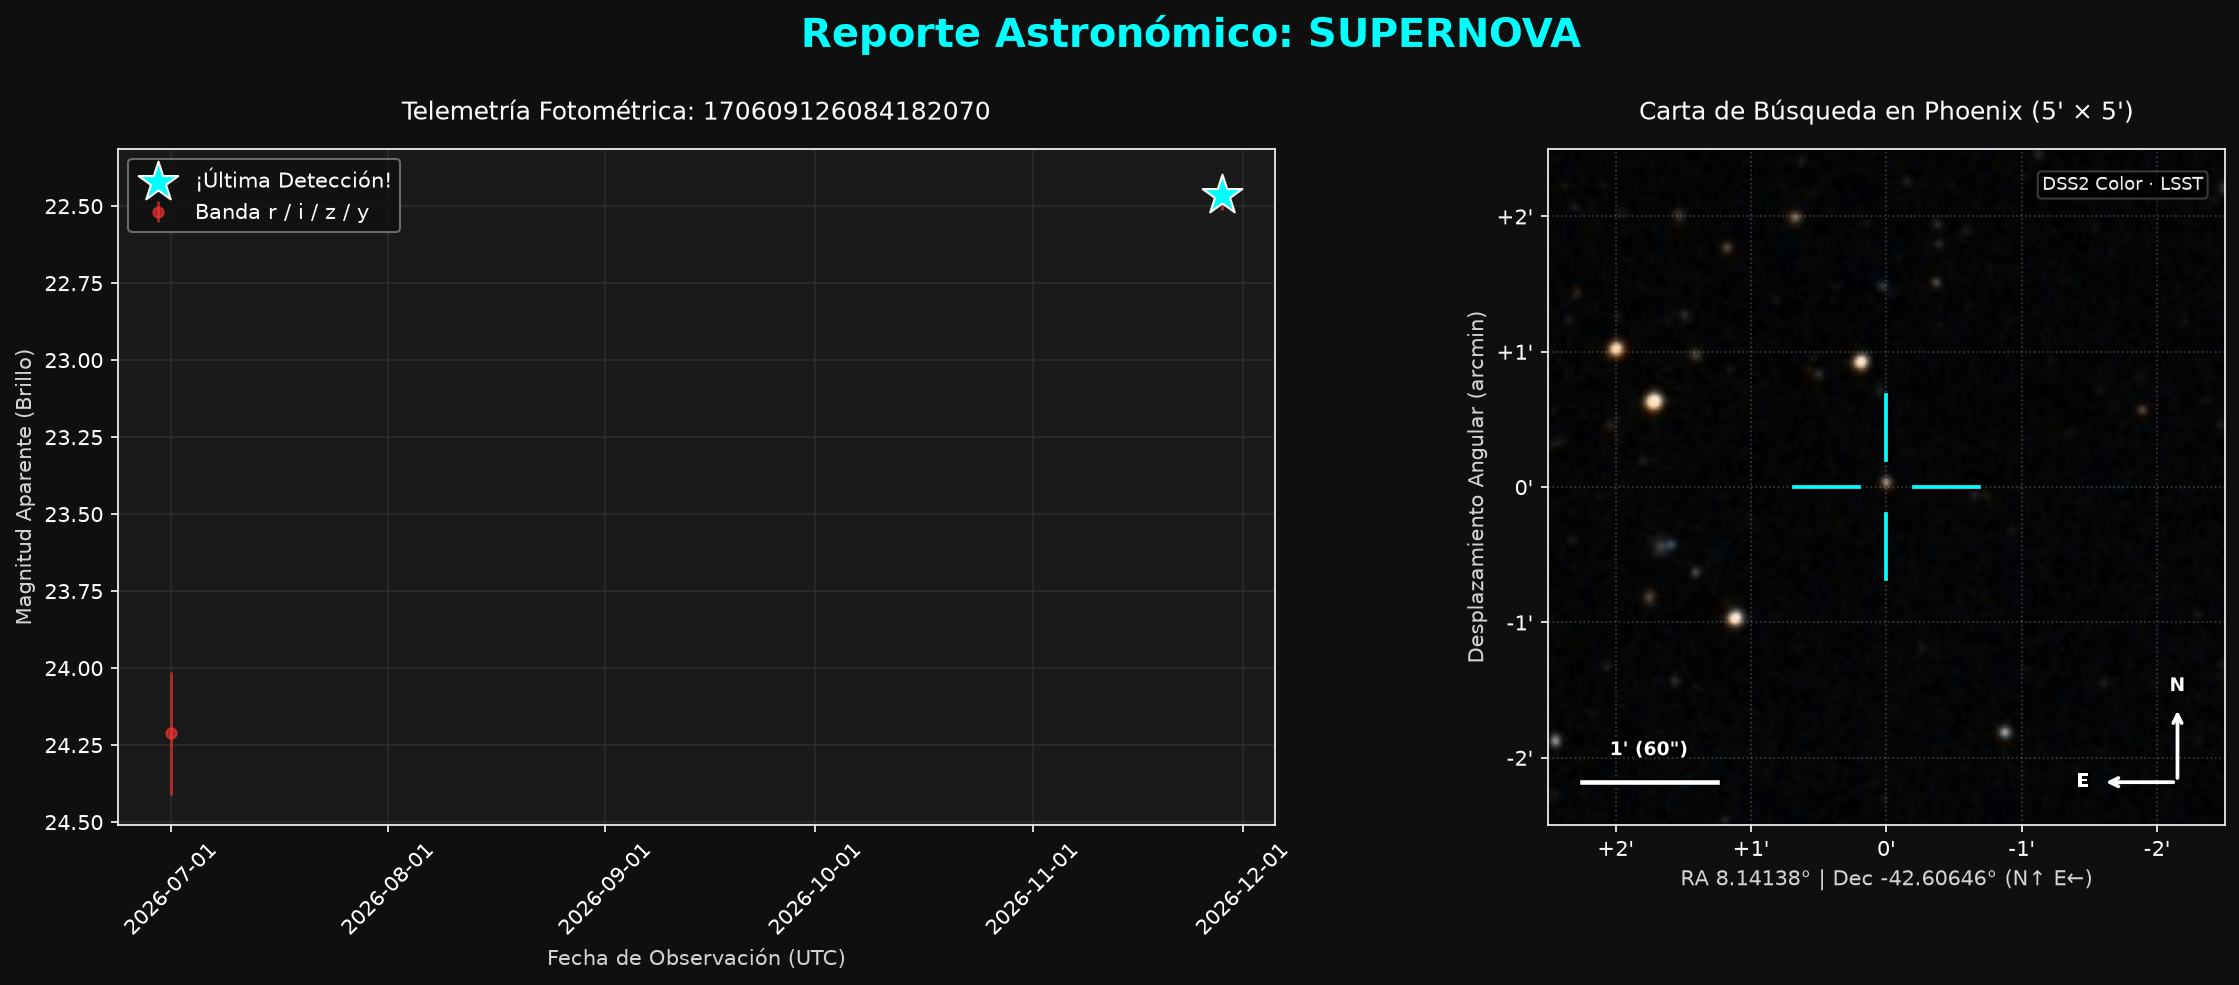 Reporte Astronómico: SUPERNOVA
Telemetría Fotométrica: 170609126084182070
¡Última Detección!
Banda r / i / z / y
Magnitud Aparente (Brillo)
22.50
22.75
23.00
23.25
23.50
23.75
24.00
24.25
24.50
2026-07-01
2026-08-01
2026-09-01
2026-10-01
2026-11-01
2026-12-01
Fecha de Observación (UTC)
Carta de Búsqueda en Phoenix (5' × 5')
DSS2 Color · LSST
Desplazamiento Angular (arcmin)
+2'
+1'
0'
-1'
-2'
N
E
1' (60")
+2'
+1'
0'
-1'
-2'
RA 8.14138° | Dec -42.60646° (N↑ E←)